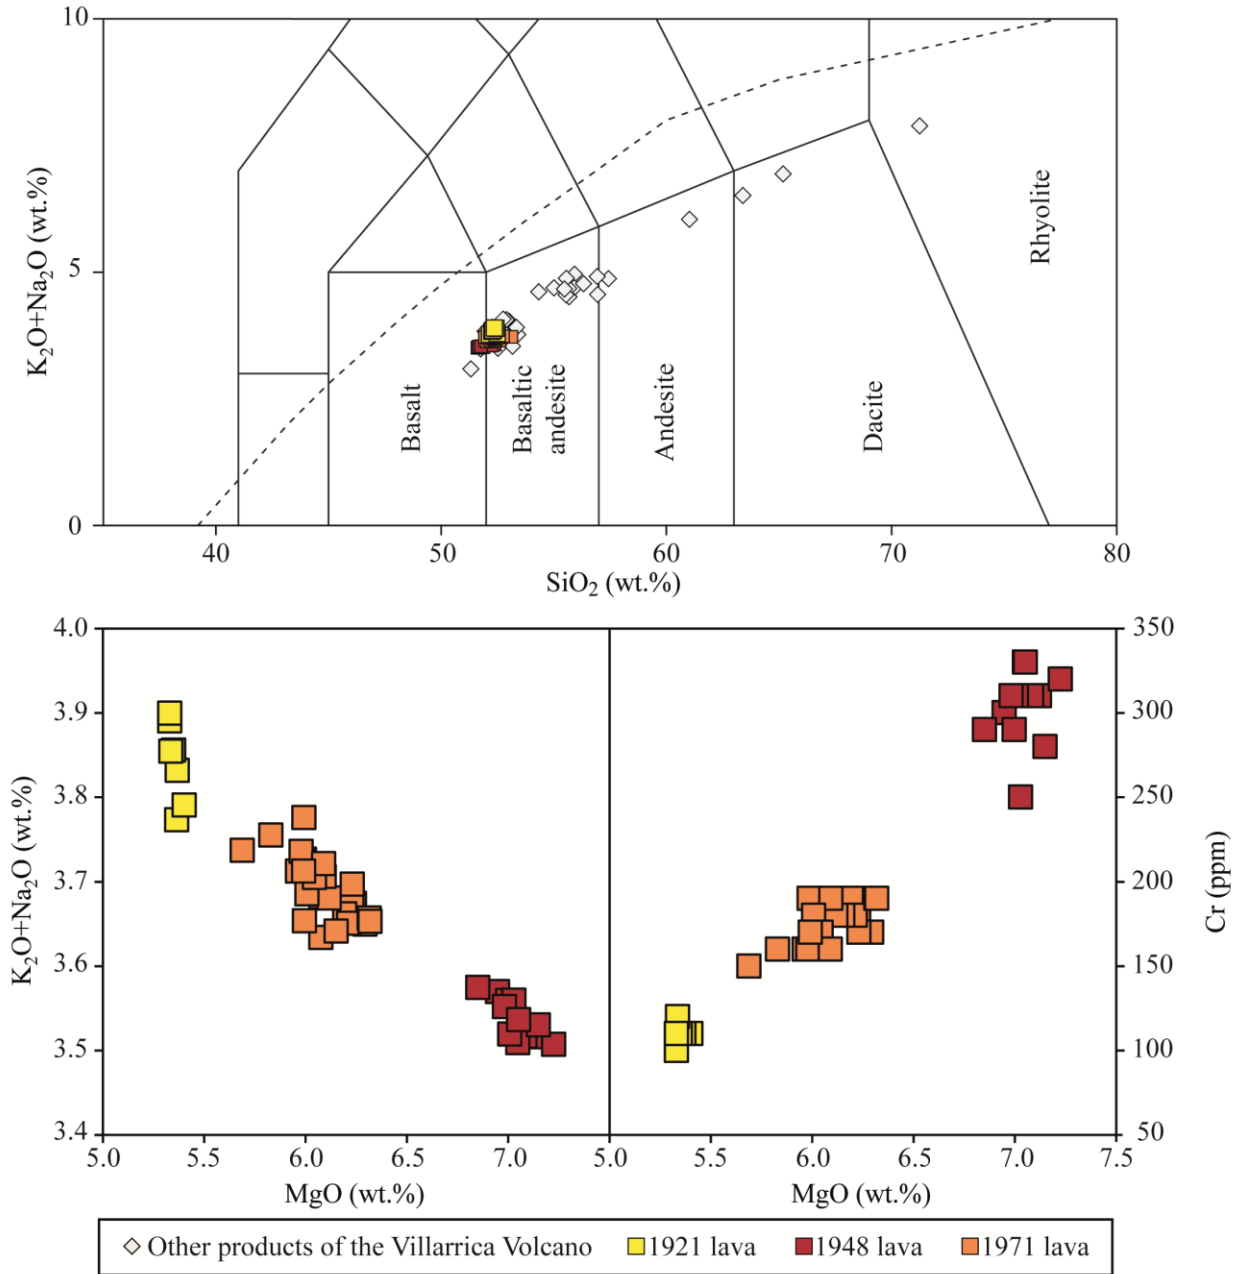 10
5
0
K₂O+Na₂O (wt.%)
Basalt
Basaltic
andesite
Andesite
Dacite
Rhyolite
40
50
60
70
80
SiO₂ (wt.%)
4.0
3.9
3.8
3.7
3.6
3.5
3.4
K₂O+Na₂O (wt.%)
350
300
250
200
150
100
50
Cr (ppm)
5.0
5.5
6.0
6.5
7.0
5.0
5.5
6.0
6.5
7.0
7.5
MgO (wt.%)
MgO (wt.%)
Other products of the Villarrica Volcano
1921 lava
1948 lava
1971 lava